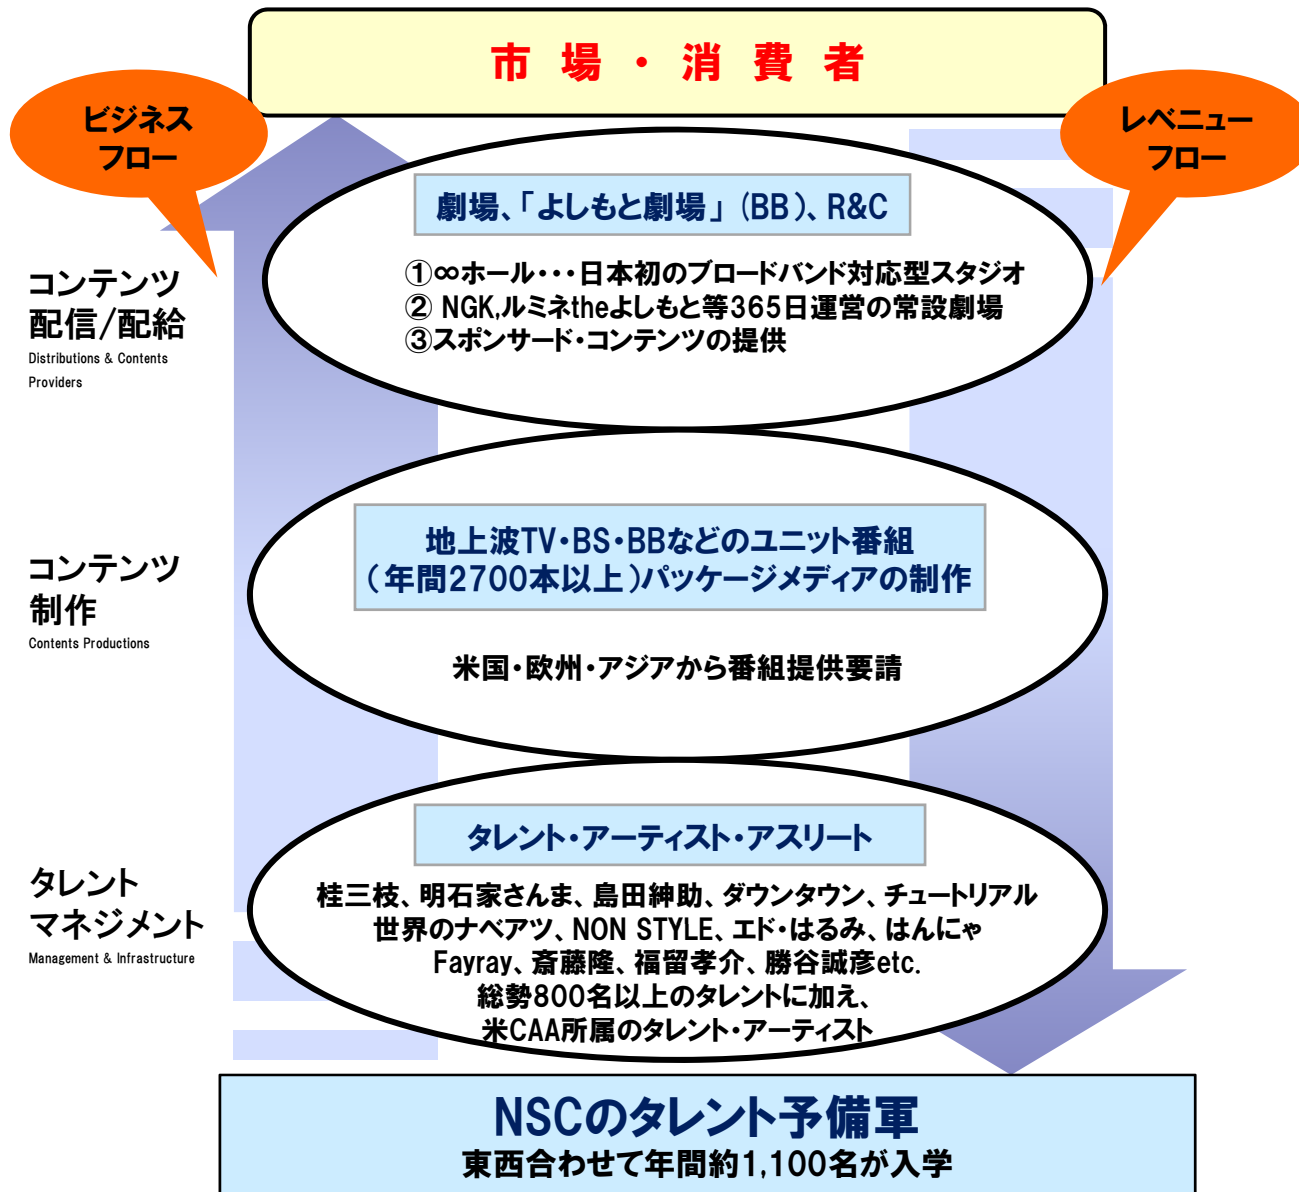 市場・消費者
ビジネス
フロー
レベニュー
フロー
劇場、「よしもと劇場」(BB)、R&C
①∞ホール・・・日本初のブロードバンド対応型スタジオ
② NGK,ルミネtheよしもと等365日運営の常設劇場
③スポンサード・コンテンツの提供
コンテンツ
配信/配給
Distributions & Contents
Providers
地上波TV・BS・BBなどのユニット番組
(年間2700本以上)パッケージメディアの制作
米国・欧州・アジアから番組提供要請
コンテンツ
制作
Contents Productions
タレント・アーティスト・アスリート
桂三枝、明石家さんま、島田紳助、ダウンタウン、チュートリアル
世界のナベアツ、NON STYLE、エド・はるみ、はんにゃ
Fayray、斎藤隆、福留孝介、勝谷誠彦etc.
総勢800名以上のタレントに加え、
米CAA所属のタレント・アーティスト
タレント
マネジメント
Management & Infrastructure
NSCのタレント予備軍
東西合わせて年間約1,100名が入学